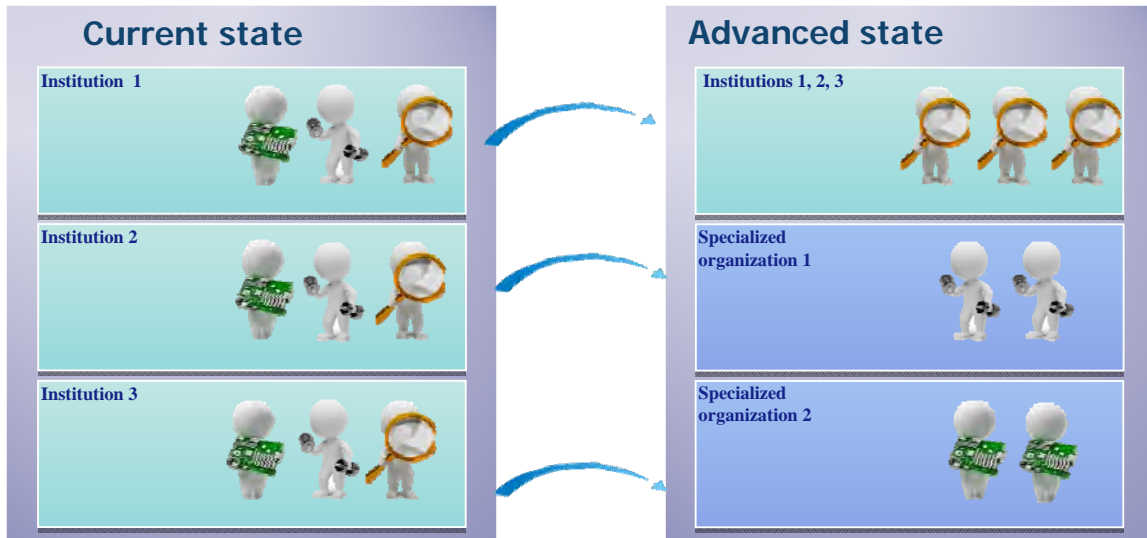 Current state
Institution 1
Institution 2
Institution 3
Advanced state
Institutions 1, 2, 3
Specialized
organization 1
Specialized
organization 2